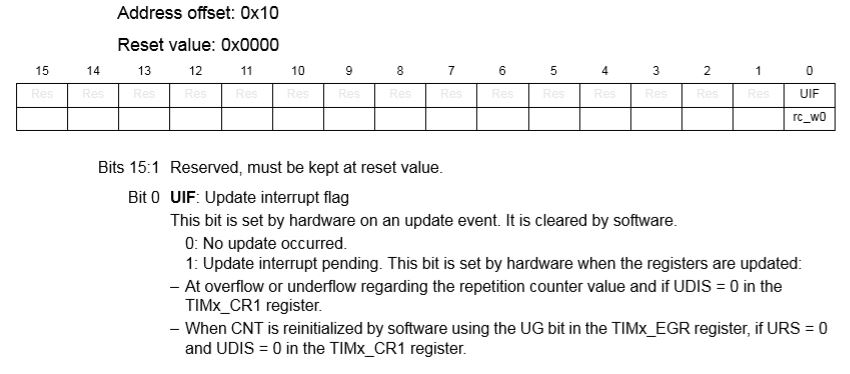 Address offset: 0x10
Reset value: 0x0000
15 14 13 12 11 10 9 8 7 6 5 4 3 2 1 0
Res Res Res Res Res Res Res Res Res Res Res Res Res Res Res UIF
rc_w0
Bits 15:1 Reserved, must be kept at reset value.
Bit 0 UIF: Update interrupt flag
This bit is set by hardware on an update event. It is cleared by software.
0: No update occurred.
1: Update interrupt pending. This bit is set by hardware when the registers are updated:
– At overflow or underflow regarding the repetition counter value and if UDIS = 0 in the
TIMx_CR1 register.
– When CNT is reinitialized by software using the UG bit in the TIMx_EGR register, if URS = 0
and UDIS = 0 in the TIMx_CR1 register.